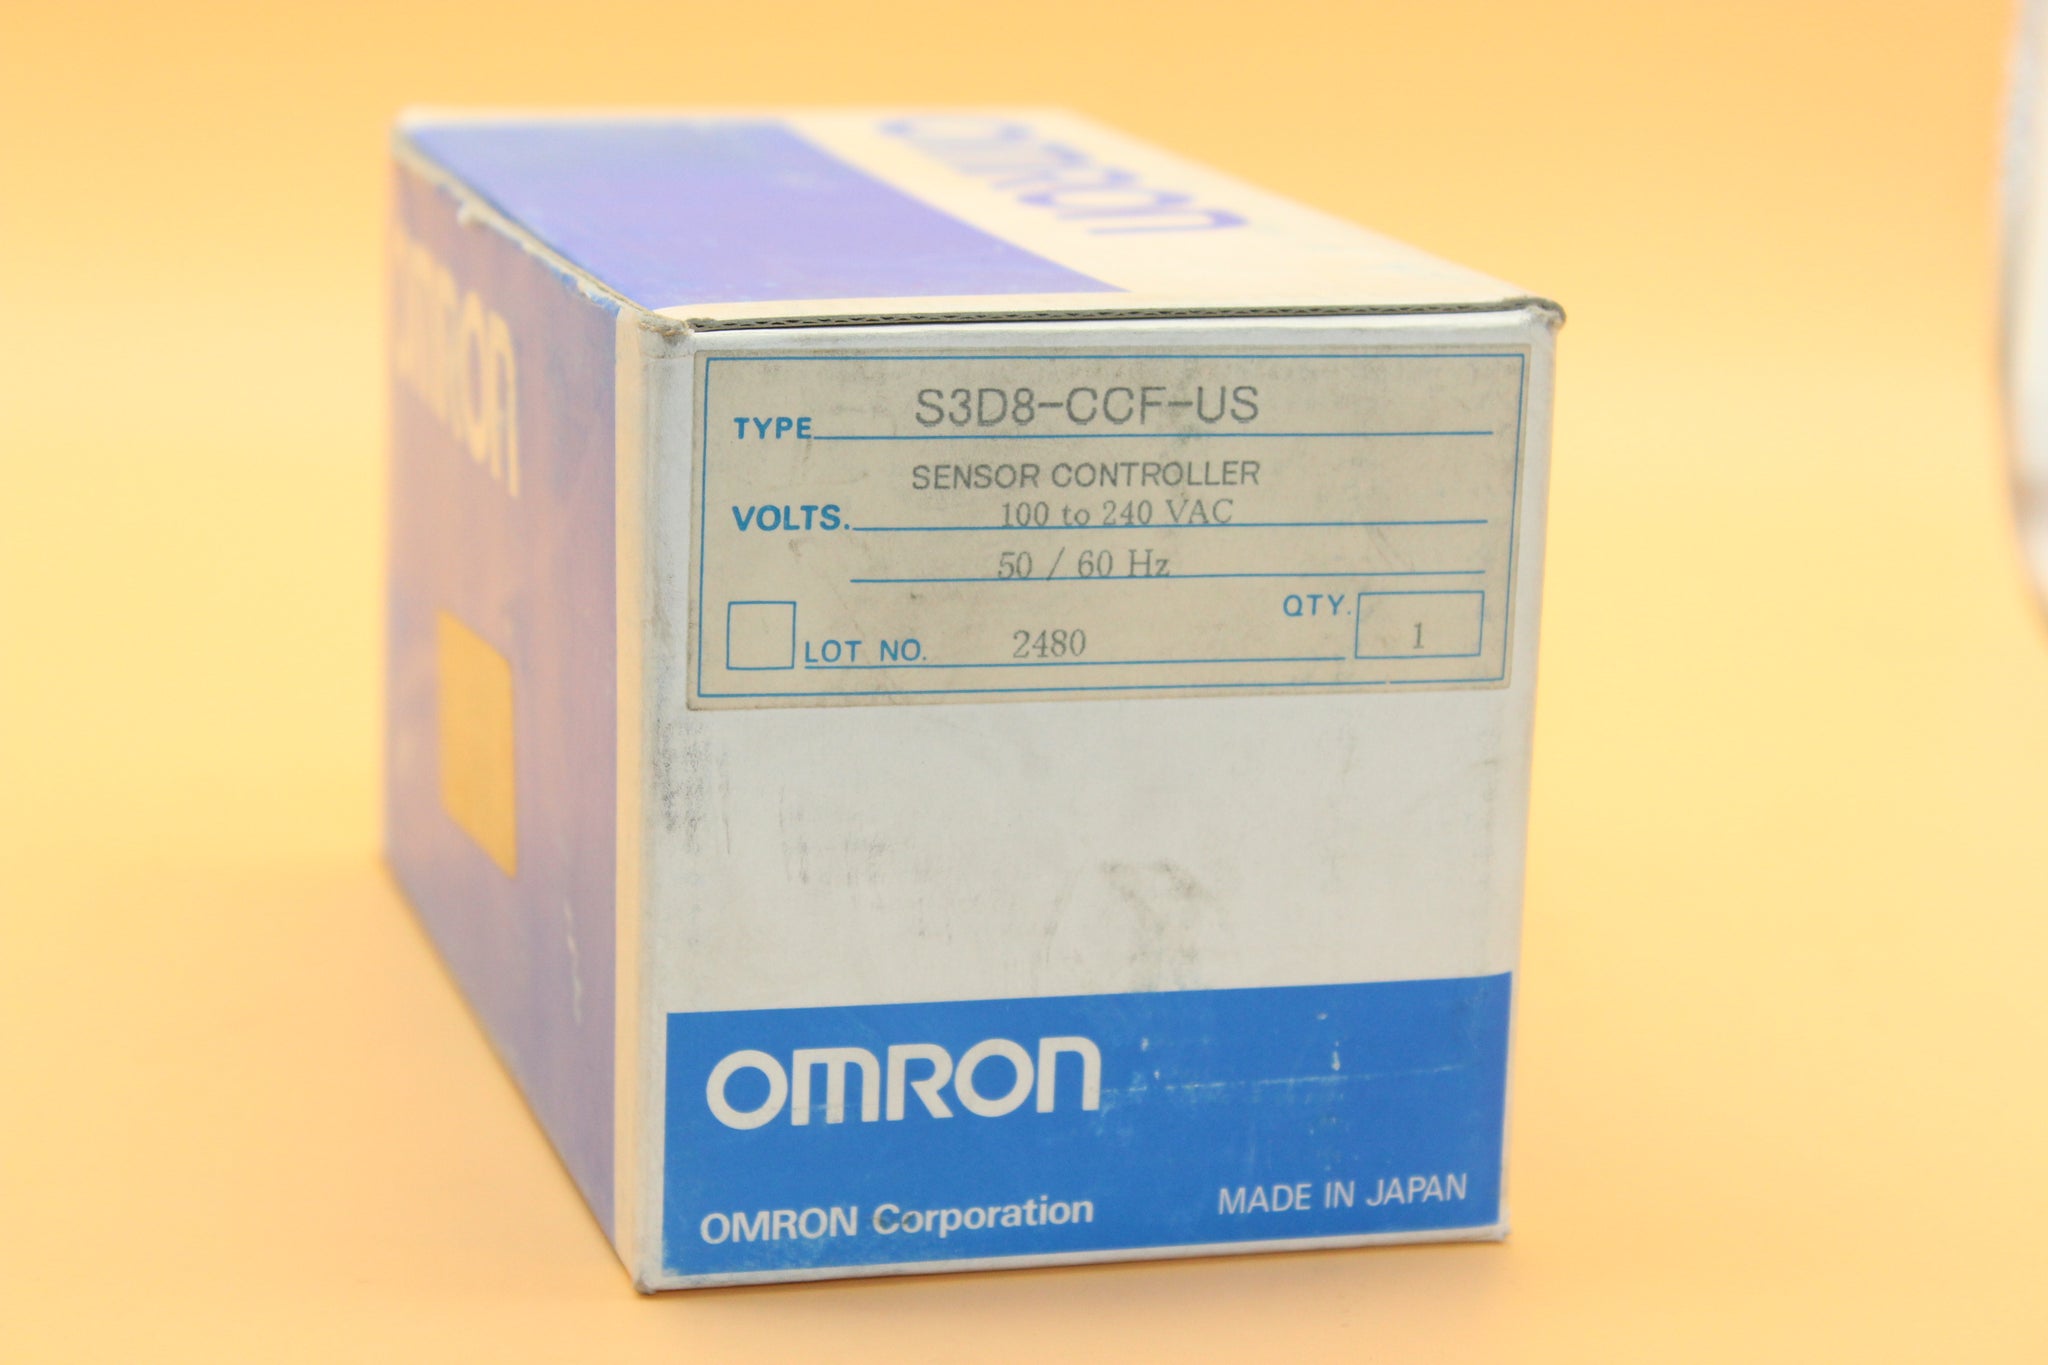 OMRON
OMRON
TYPE S3D8-CCF-US
SENSOR CONTROLLER
VOLTS. 100 to 240 VAC
50 / 60 Hz
QTY. 1
LOT NO. 2480
OMRON
OMRON Corporation
MADE IN JAPAN